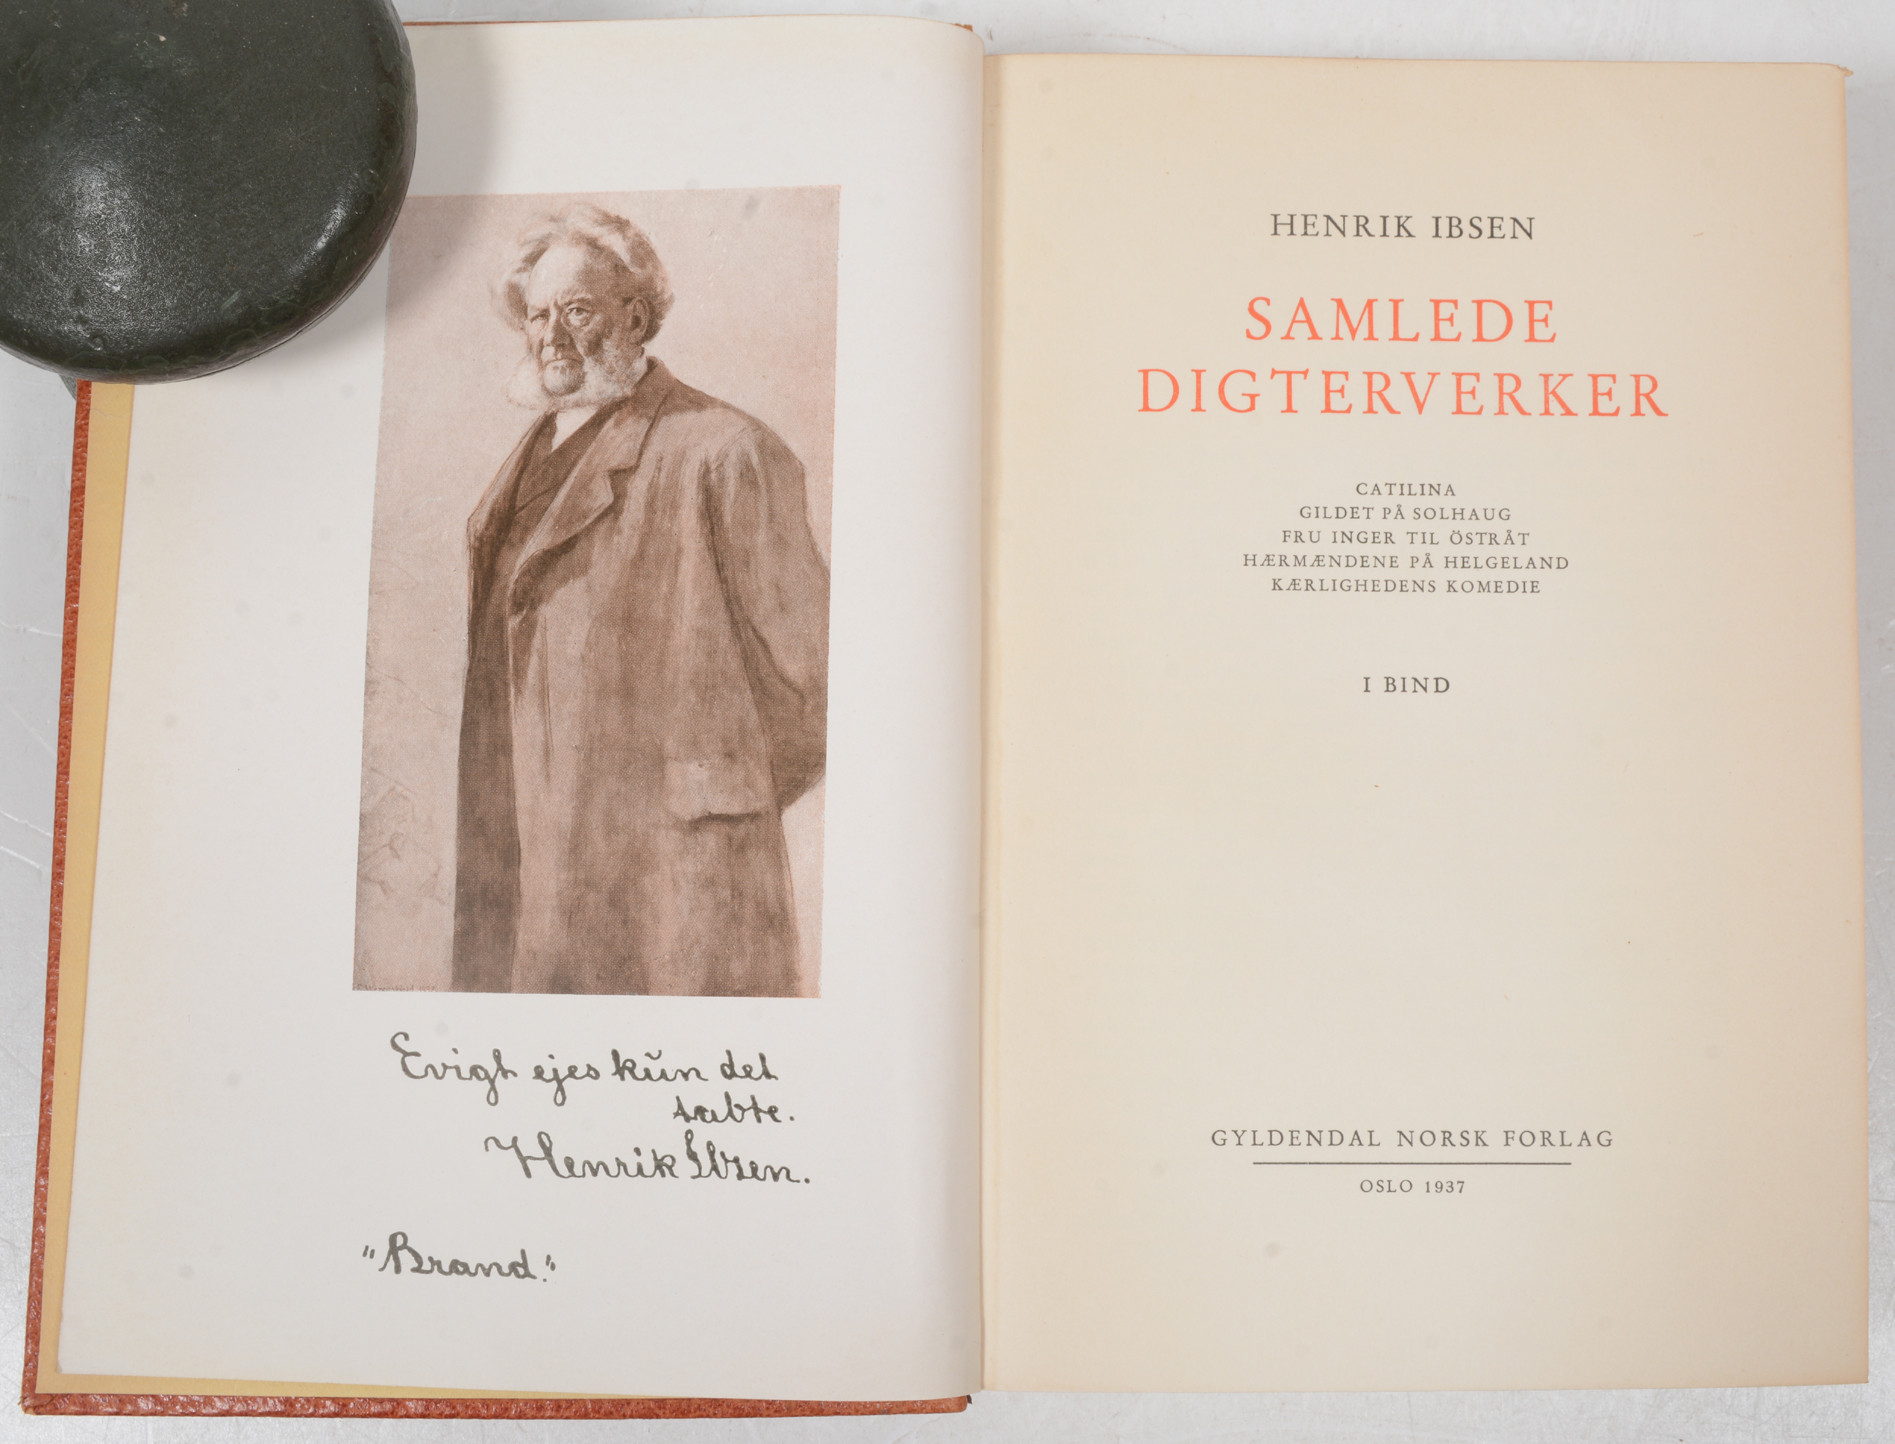 Evigt ejes kŭn det
tabte.
Henrik Ibsen.
"Brand."
HENRIK IBSEN
SAMLEDE
DIGTERVERKER
CATILINA
GILDET PÅ SOLHAUG
FRU INGER TIL ÖSTRÅT
HÆRMÆNDENE PÅ HELGELAND
KÆRLIGHEDENS KOMEDIE
I BIND
GYLDENDAL NORSK FORLAG
OSLO 1937